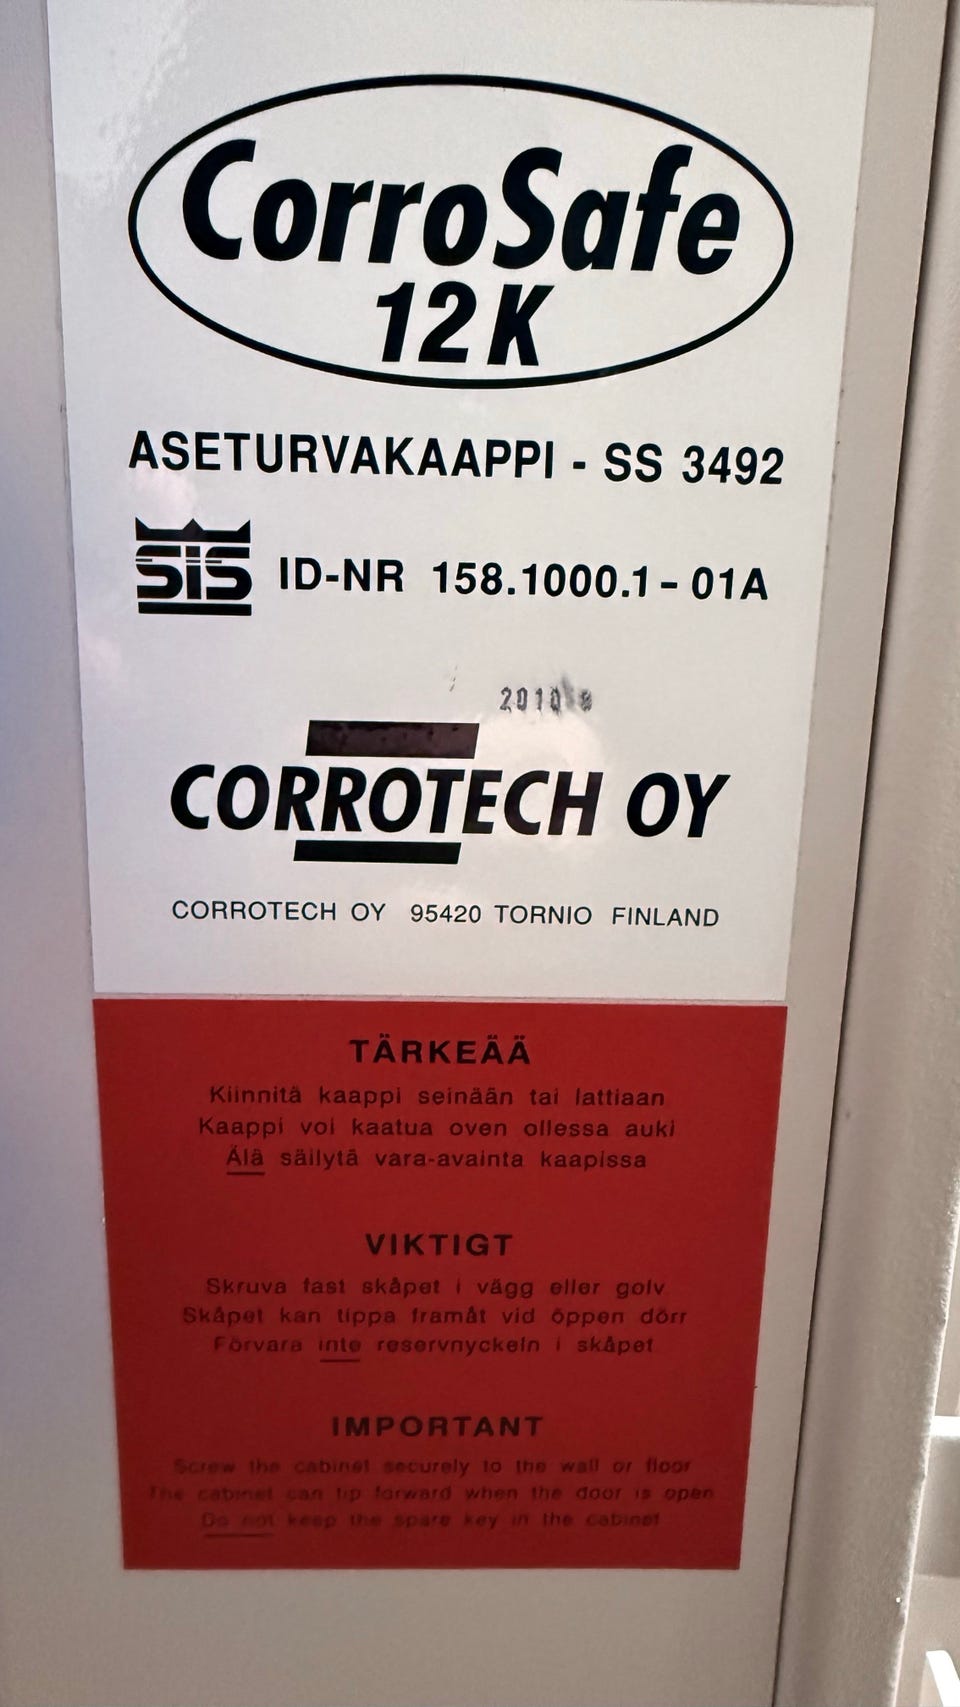 CorroSafe
12K
ASETURVAKAAPPI - SS 3492
SIS ID-NR 158.1000.1-01A
CORROTECH OY
CORROTECH OY 95420 TORNIO FINLAND
TÄRKEÄÄ
Kiinnitä kaappi seinään tai lattiaan
Kaappi voi kaatua oven ollessa auki
Älä säilytä vara-avainta kaapissa
VIKTIGT
Skruva fast skåpet i vägg eller golv
Skåpet kan tippa framåt vid öppen dörr
Förvara inte reservnyckeln i skåpet
IMPORTANT
Screw the cabinet securely to the wall or floor
The cabinet can tip forward when the door is open
Do not keep the spare key in the cabinet